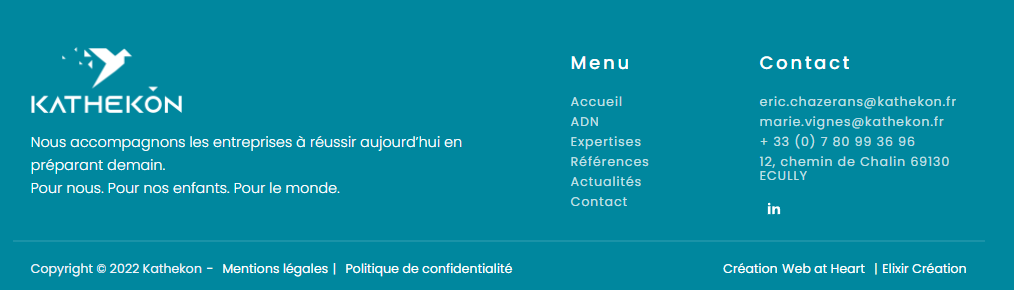 KATHEKON
Nous accompagnons les entreprises à réussir aujourd’hui en
préparant demain.
Pour nous. Pour nos enfants. Pour le monde.
Menu
Accueil
ADN
Expertises
Références
Actualités
Contact
Contact
eric.chazerans@kathekon.fr
marie.vignes@kathekon.fr
+ 33 (0) 7 80 99 36 96
12, chemin de Chalin 69130
ECULLY
in
Copyright © 2022 Kathekon - Mentions légales | Politique de confidentialité
Création Web at Heart | Elixir Création